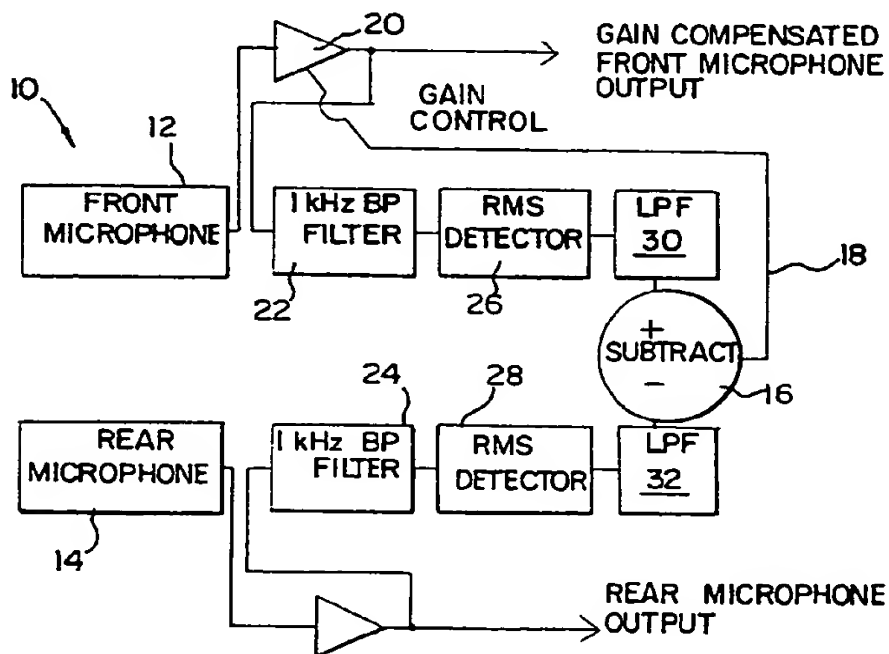 20
GAIN COMPENSATED
FRONT MICROPHONE
OUTPUT
10
GAIN
CONTROL
12
FRONT
MICROPHONE
1 kHz BP
FILTER
22
RMS
DETECTOR
26
LPF
30
18
+
SUBTRACT
-
16
24
28
REAR
MICROPHONE
14
1 kHz BP
FILTER
RMS
DETECTOR
LPF
32
REAR MICROPHONE
OUTPUT